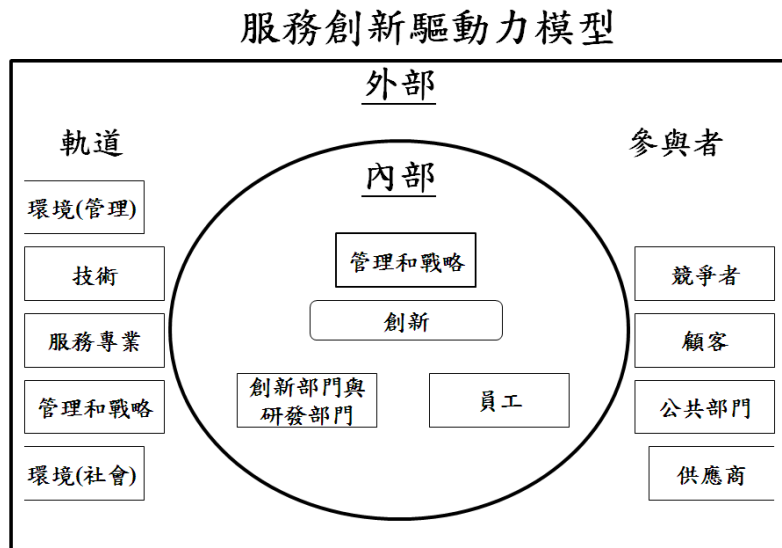 服務創新驅動力模型
外部
軌道
參與者
內部
環境(管理)
技術
服務專業
管理和戰略
環境(社會)
管理和戰略
創新
創新部門與
研發部門
員工
競爭者
顧客
公共部門
供應商